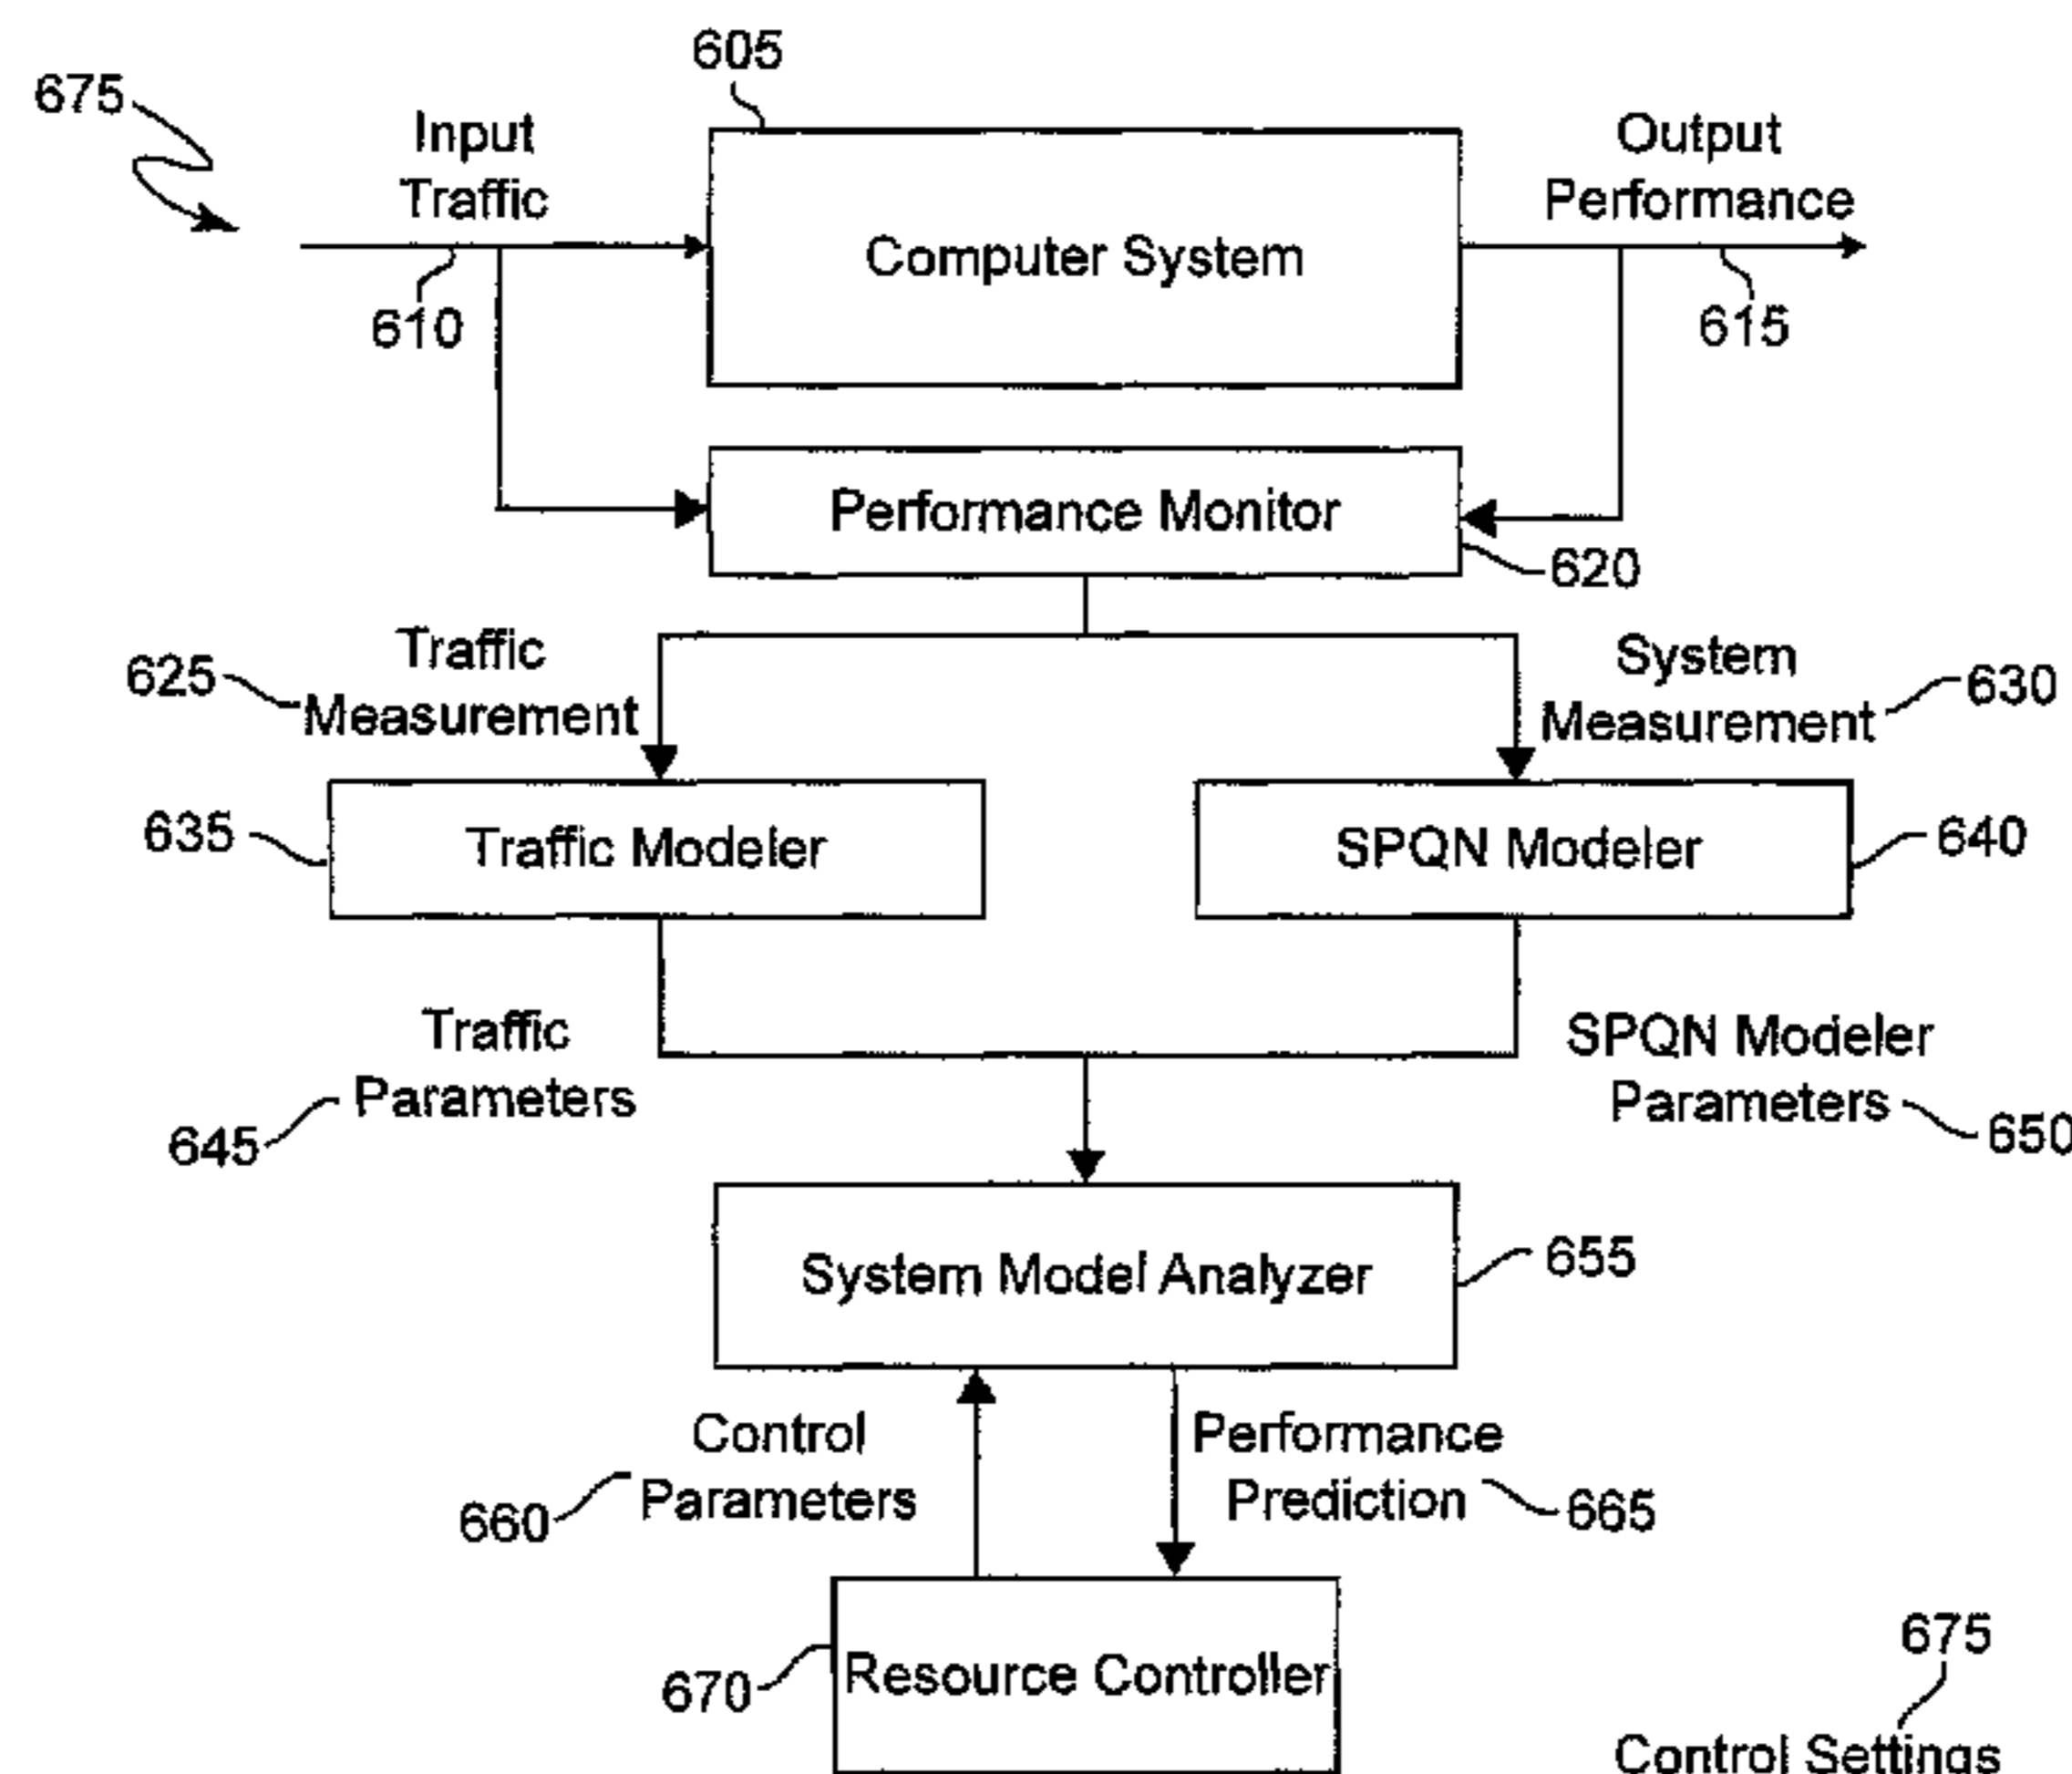 605
675
Input
Traffic
Output
Performance
Computer System
610
615
Performance Monitor
620
Traffic
Measurement
625
System
Measurement
630
635
Traffic Modeler
SPQN Modeler
640
Traffic
Parameters
645
SPQN Modeler
Parameters
650
System Model Analyzer
655
Control
Parameters
660
Performance
Prediction
665
670
Resource Controller
675
Control Settings